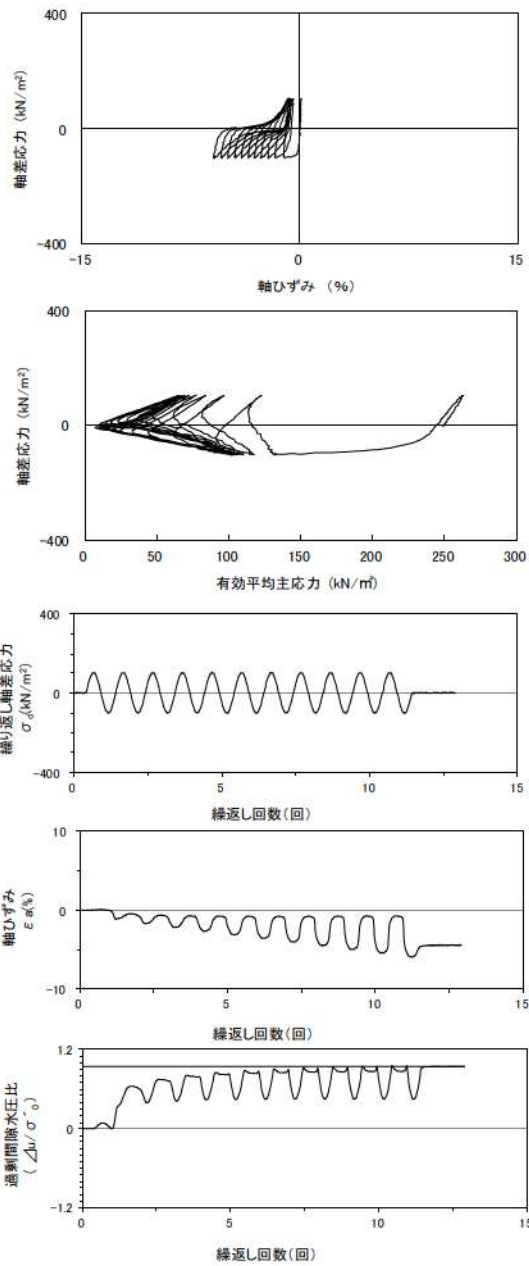 400
0
-400
軸差応力 (kN/m²)
-15
0
15
軸ひずみ (%)
400
0
-400
軸差応力 (kN/m²)
0
50
100
150
200
250
300
有効平均主応力 (kN/㎡)
400
0
-400
繰り返し軸差応力
σd(kN/m²)
0
5
10
15
繰返し回数(回)
10
0
-10
軸ひずみ
εa(%)
0
5
10
15
繰返し回数(回)
1.2
0
-1.2
過剰間隙水圧比
(⊿u/σ´0)
0
5
10
15
繰返し回数(回)